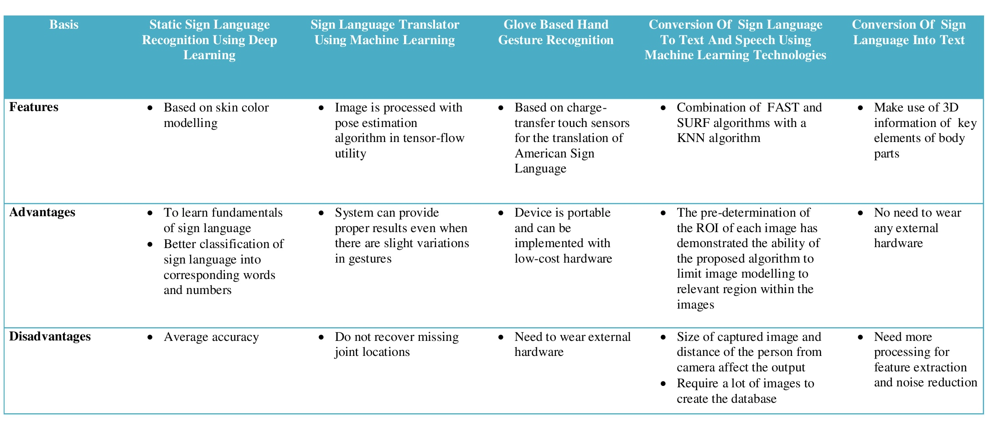 Basis
Static Sign Language
Recognition Using Deep
Learning
Sign Language Translator
Using Machine Learning
Glove Based Hand
Gesture Recognition
Conversion Of  Sign Language
To Text And Speech Using
Machine Learning Technologies
Conversion Of  Sign
Language Into Text
Features
• Based on skin color
modelling
• Image is processed with
pose estimation
algorithm in tensor-flow
utility
• Based on charge-
transfer touch sensors
for the translation of
American Sign
Language
• Combination of  FAST and
SURF algorithms with a
KNN algorithm
• Make use of 3D
information of  key
elements of body
parts
Advantages
• To learn fundamentals
of sign language
• Better classification of
sign language into
corresponding words
and numbers
• System can provide
proper results even when
there are slight variations
in gestures
• Device is portable
and can be
implemented with
low-cost hardware
• The pre-determination of
the ROI of each image has
demonstrated the ability of
the proposed algorithm to
limit image modelling to
relevant region within the
images
• No need to wear
any external
hardware
Disadvantages
• Average accuracy
• Do not recover missing
joint locations
• Need to wear external
hardware
• Size of captured image and
distance of the person from
camera affect the output
• Require a lot of images to
create the database
• Need more
processing for
feature extraction
and noise reduction